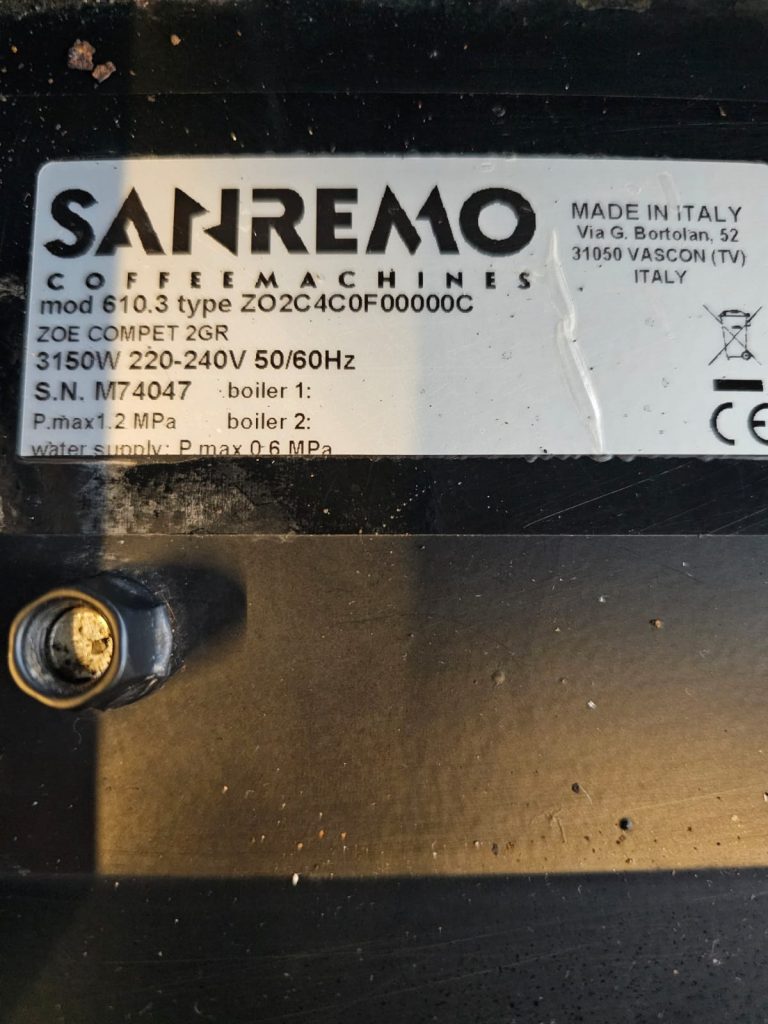 SANREMO
COFFEEMACHINES
mod 610.3 type ZO2C4C0F00000C
ZOE COMPET 2GR
3150W 220-240V 50/60Hz
S.N. M74047 boiler 1:
P.max1.2 MPa boiler 2:
water supply: P.max 0.6 MPa
MADE IN ITALY
Via G. Bortolan, 52
31050 VASCON (TV)
ITALY
CE